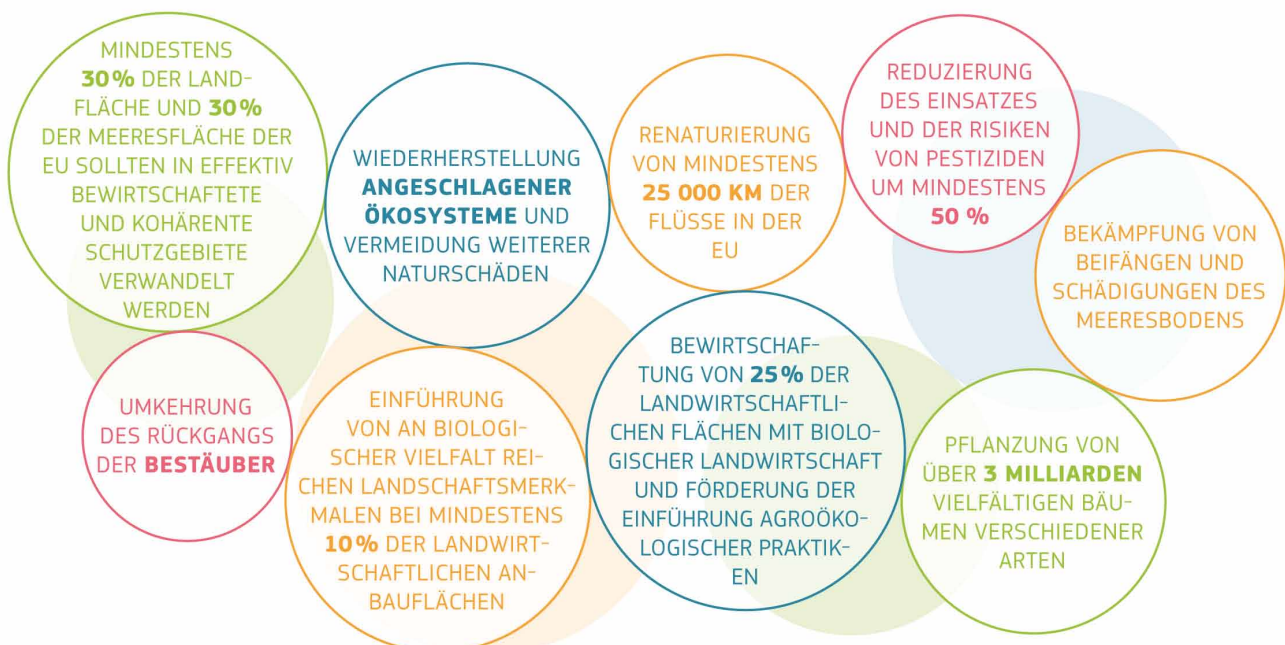 MINDESTENS
30% DER LAND-
FLÄCHE UND 30%
DER MEERESFLÄCHE DER
EU SOLLTEN IN EFFEKTIV
BEWIRTSCHAFTETE
UND KOHÄRENTE
SCHUTZGEBIETE
VERWANDELT
WERDEN
WIEDERHERSTELLUNG
ANGESCHLAGENER
ÖKOSYSTEME UND
VERMEIDUNG WEITERER
NATURSCHÄDEN
RENATURIERUNG
VON MINDESTENS
25 000 KM DER
FLÜSSE IN DER
EU
REDUZIERUNG
DES EINSATZES
UND DER RISIKEN
VON PESTIZIDEN
UM MINDESTENS
50 %
BEKÄMPFUNG VON
BEIFÄNGEN UND
SCHÄDIGUNGEN DES
MEERESBODENS
UMKEHRUNG
DES RÜCKGANGS
DER BESTÄUBER
EINFÜHRUNG
VON AN BIOLOGI-
SCHER VIELFALT REI-
CHEN LANDSCHAFTSMERK-
MALEN BEI MINDESTENS
10% DER LANDWIRT-
SCHAFTLICHEN AN-
BAUFLÄCHEN
BEWIRTSCHAF-
TUNG VON 25% DER
LANDWIRTSCHAFTLI-
CHEN FLÄCHEN MIT BIOLO-
GISCHER LANDWIRTSCHAFT
UND FÖRDERUNG DER
EINFÜHRUNG AGROÖKO-
LOGISCHER PRAKTIK-
EN
PFLANZUNG VON
ÜBER 3 MILLIARDEN
VIELFÄLTIGEN BÄU-
MEN VERSCHIEDENER
ARTEN